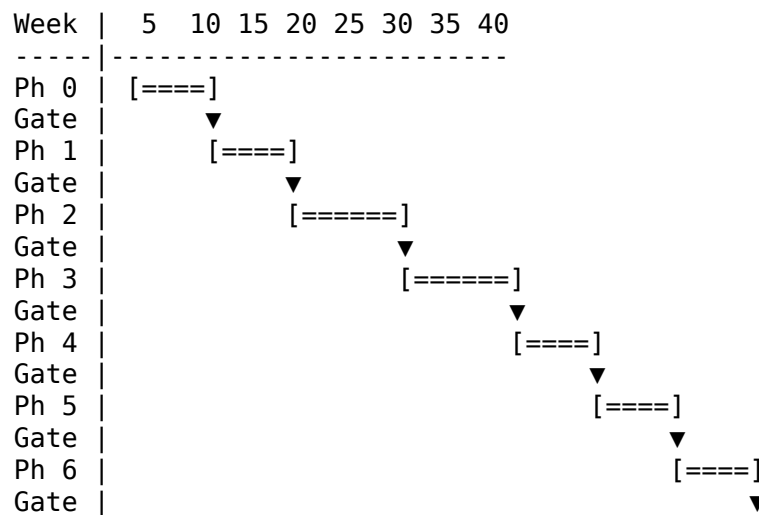 Week |  5  10 15 20 25 30 35 40
-----|-------------------------
Ph 0 | [====]
Gate |      ▼
Ph 1 |      [====]
Gate |           ▼
Ph 2 |           [======]
Gate |                  ▼
Ph 3 |                  [======]
Gate |                         ▼
Ph 4 |                         [====]
Gate |                              ▼
Ph 5 |                              [====]
Gate |                                   ▼
Ph 6 |                                   [====]
Gate |                                        ▼